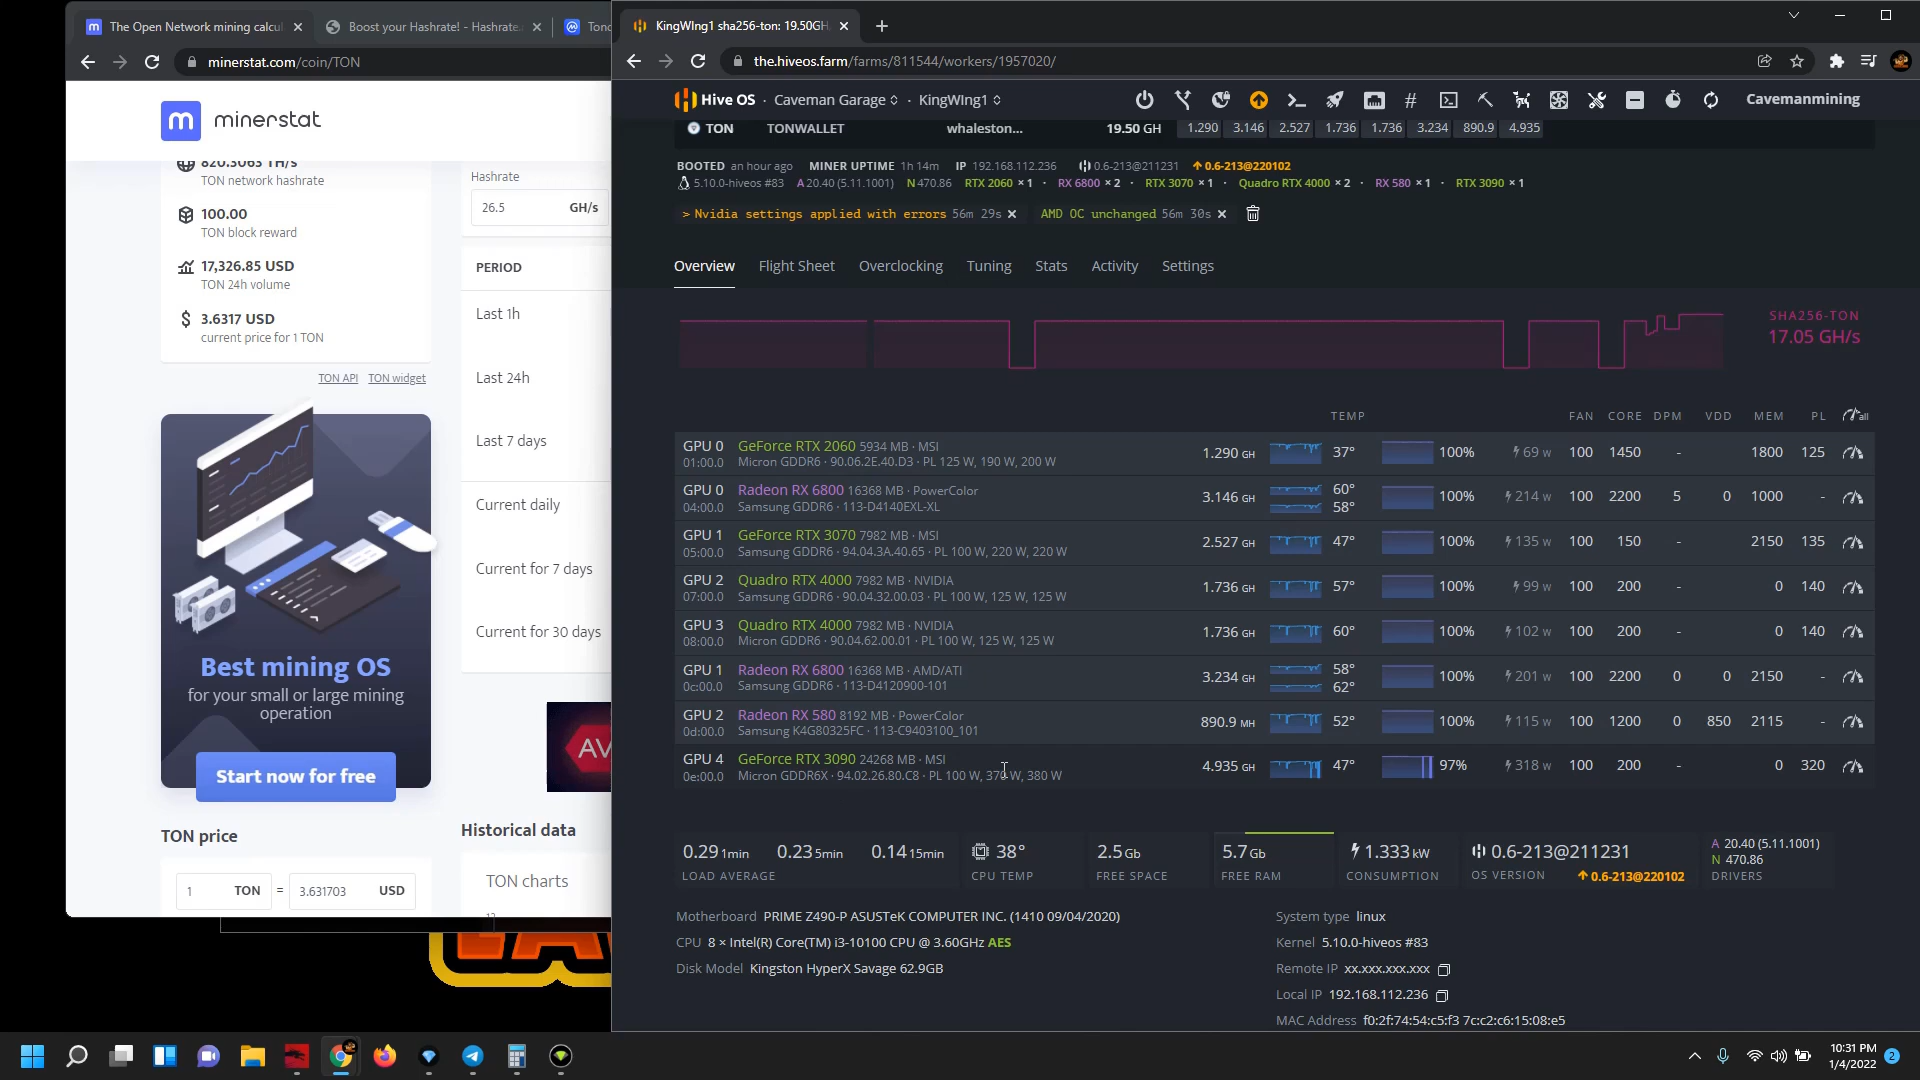 The Open Network mining calcu
Boost your Hashrate! - Hashrate.
minerstat.com/coin/TON
minerstat
820.3063 TH/s
TON network hashrate
100.00
TON block reward
17,326.85 USD
TON 24h volume
3.6317 USD
current price for 1 TON
TON API TON widget
Best mining OS
for your small or large mining
operation
Start now for free
TON price
1 TON = 3.631703 USD
Hashrate
26.5 GH/s
PERIOD
Last 1h
Last 24h
Last 7 days
Current daily
Current for 7 days
Current for 30 days
Historical data
TON charts
KingWIng1 sha256-ton: 19.50GH
the.hiveos.farm/farms/811544/workers/1957020/
Hive OS · Caveman Garage · KingWIng1
Cavemanmining
TON TONWALLET whaleston... 19.50 GH 1.290 3.146 2.527 1.736 1.736 3.234 890.9 4.935
BOOTED an hour ago MINER UPTIME 1h 14m IP 192.168.112.236 0.6-213@211231 0.6-213@220102
5.10.0-hiveos #83 A 20.40 (5.11.1001) N 470.86 RTX 2060 × 1 · RX 6800 × 2 · RTX 3070 × 1 · Quadro RTX 4000 × 2 · RX 580 × 1 · RTX 3090 × 1
> Nvidia settings applied with errors 56m 29s × AMD OC unchanged 56m 30s ×
Overview Flight Sheet Overclocking Tuning Stats Activity Settings
SHA256-TON
17.05 GH/s
TEMP FAN CORE DPM VDD MEM PL all
GPU 0 GeForce RTX 2060 5934 MB · MSI
01:00.0 Micron GDDR6 · 90.06.2E.40.D3 · PL 125 W, 190 W, 200 W
1.290 GH 37° 100% 69 W 100 1450 - 1800 125
GPU 0 Radeon RX 6800 16368 MB · PowerColor
04:00.0 Samsung GDDR6 · 113-D4140EXL-XL
3.146 GH 60° 58° 100% 214 W 100 2200 5 0 1000 -
GPU 1 GeForce RTX 3070 7982 MB · MSI
05:00.0 Samsung GDDR6 · 94.04.3A.40.65 · PL 100 W, 220 W, 220 W
2.527 GH 47° 100% 135 W 100 150 - 2150 135
GPU 2 Quadro RTX 4000 7982 MB · NVIDIA
07:00.0 Samsung GDDR6 · 90.04.32.00.03 · PL 100 W, 125 W, 125 W
1.736 GH 57° 100% 99 W 100 200 - 0 140
GPU 3 Quadro RTX 4000 7982 MB · NVIDIA
08:00.0 Micron GDDR6 · 90.04.62.00.01 · PL 100 W, 125 W, 125 W
1.736 GH 60° 100% 102 W 100 200 - 0 140
GPU 1 Radeon RX 6800 16368 MB · AMD/ATI
0c:00.0 Samsung GDDR6 · 113-D4120900-101
3.234 GH 58° 62° 100% 201 W 100 2200 0 0 2150 -
GPU 2 Radeon RX 580 8192 MB · PowerColor
0d:00.0 Samsung K4G80325FC · 113-C9403100_101
890.9 MH 52° 100% 115 W 100 1200 0 850 2115 -
GPU 4 GeForce RTX 3090 24268 MB · MSI
0e:00.0 Micron GDDR6X · 94.02.26.80.C8 · PL 100 W, 370 W, 380 W
4.935 GH 47° 97% 318 W 100 200 - 0 320
0.29 1min 0.23 5min 0.14 15min 38° 2.5 Gb 5.7 Gb 1.333 kW 0.6-213@211231 A 20.40 (5.11.1001)
N 470.86
LOAD AVERAGE CPU TEMP FREE SPACE FREE RAM CONSUMPTION OS VERSION 0.6-213@220102 DRIVERS
Motherboard PRIME Z490-P ASUSTeK COMPUTER INC. (1410 09/04/2020)
CPU 8 × Intel(R) Core(TM) i3-10100 CPU @ 3.60GHz AES
Disk Model Kingston HyperX Savage 62.9GB
System type linux
Kernel 5.10.0-hiveos #83
Remote IP xx.xxx.xxx.xxx
Local IP 192.168.112.236
MAC Address f0:2f:74:54:c5:f3 7c:c2:c6:15:08:e5
10:31 PM
1/4/2022
2